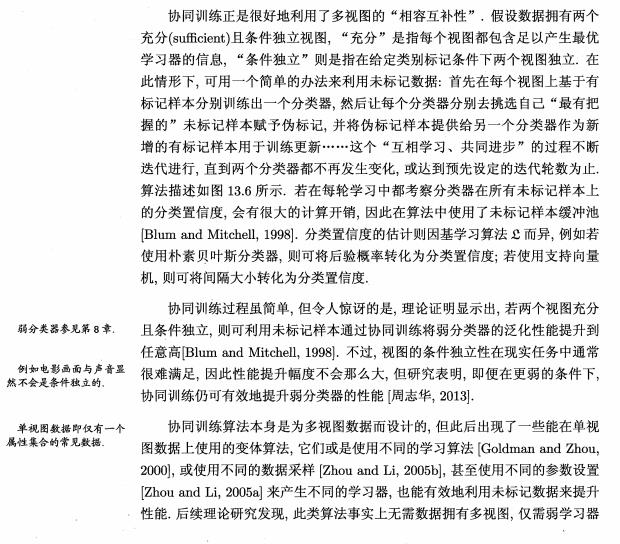 协同训练正是很好地利用了多视图的“相容互补性”. 假设数据拥有两个
充分(sufficient)且条件独立视图, “充分”是指每个视图都包含足以产生最优
学习器的信息, “条件独立”则是指在给定类别标记条件下两个视图独立. 在
此情形下, 可用一个简单的办法来利用未标记数据: 首先在每个视图上基于有
标记样本分别训练出一个分类器, 然后让每个分类器分别去挑选自己“最有把
握的”未标记样本赋予伪标记, 并将伪标记样本提供给另一个分类器作为新
增的有标记样本用于训练更新……这个“互相学习、共同进步”的过程不断
迭代进行, 直到两个分类器都不再发生变化, 或达到预先设定的迭代轮数为止.
算法描述如图 13.6 所示. 若在每轮学习中都考察分类器在所有未标记样本上
的分类置信度, 会有很大的计算开销, 因此在算法中使用了未标记样本缓冲池
[Blum and Mitchell, 1998]. 分类置信度的估计则因基学习算法 𝔏 而异, 例如若
使用朴素贝叶斯分类器, 则可将后验概率转化为分类置信度; 若使用支持向量
机, 则可将间隔大小转化为分类置信度.
协同训练过程虽简单, 但令人惊讶的是, 理论证明显示出, 若两个视图充分
弱分类器参见第 8 章.
且条件独立, 则可利用未标记样本通过协同训练将弱分类器的泛化性能提升到
任意高[Blum and Mitchell, 1998]. 不过, 视图的条件独立性在现实任务中通常
例如电影画面与声音显
然不会是条件独立的.
很难满足, 因此性能提升幅度不会那么大, 但研究表明, 即便在更弱的条件下,
协同训练仍可有效地提升弱分类器的性能 [周志华, 2013].
单视图数据即仅有一个
属性集合的常见数据.
协同训练算法本身是为多视图数据而设计的, 但此后出现了一些能在单视
图数据上使用的变体算法, 它们或是使用不同的学习算法 [Goldman and Zhou,
2000], 或使用不同的数据采样 [Zhou and Li, 2005b], 甚至使用不同的参数设置
[Zhou and Li, 2005a] 来产生不同的学习器, 也能有效地利用未标记数据来提升
性能. 后续理论研究发现, 此类算法事实上无需数据拥有多视图, 仅需弱学习器